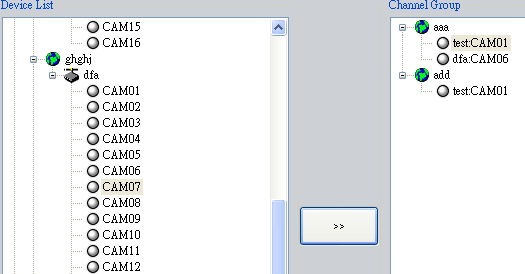 Device List
CAM15
CAM16
ghghj
dfa
CAM01
CAM02
CAM03
CAM04
CAM05
CAM06
CAM07
CAM08
CAM09
CAM10
CAM11
CAM12
>>
Channel Group
aaa
test:CAM01
dfa:CAM06
add
test:CAM01